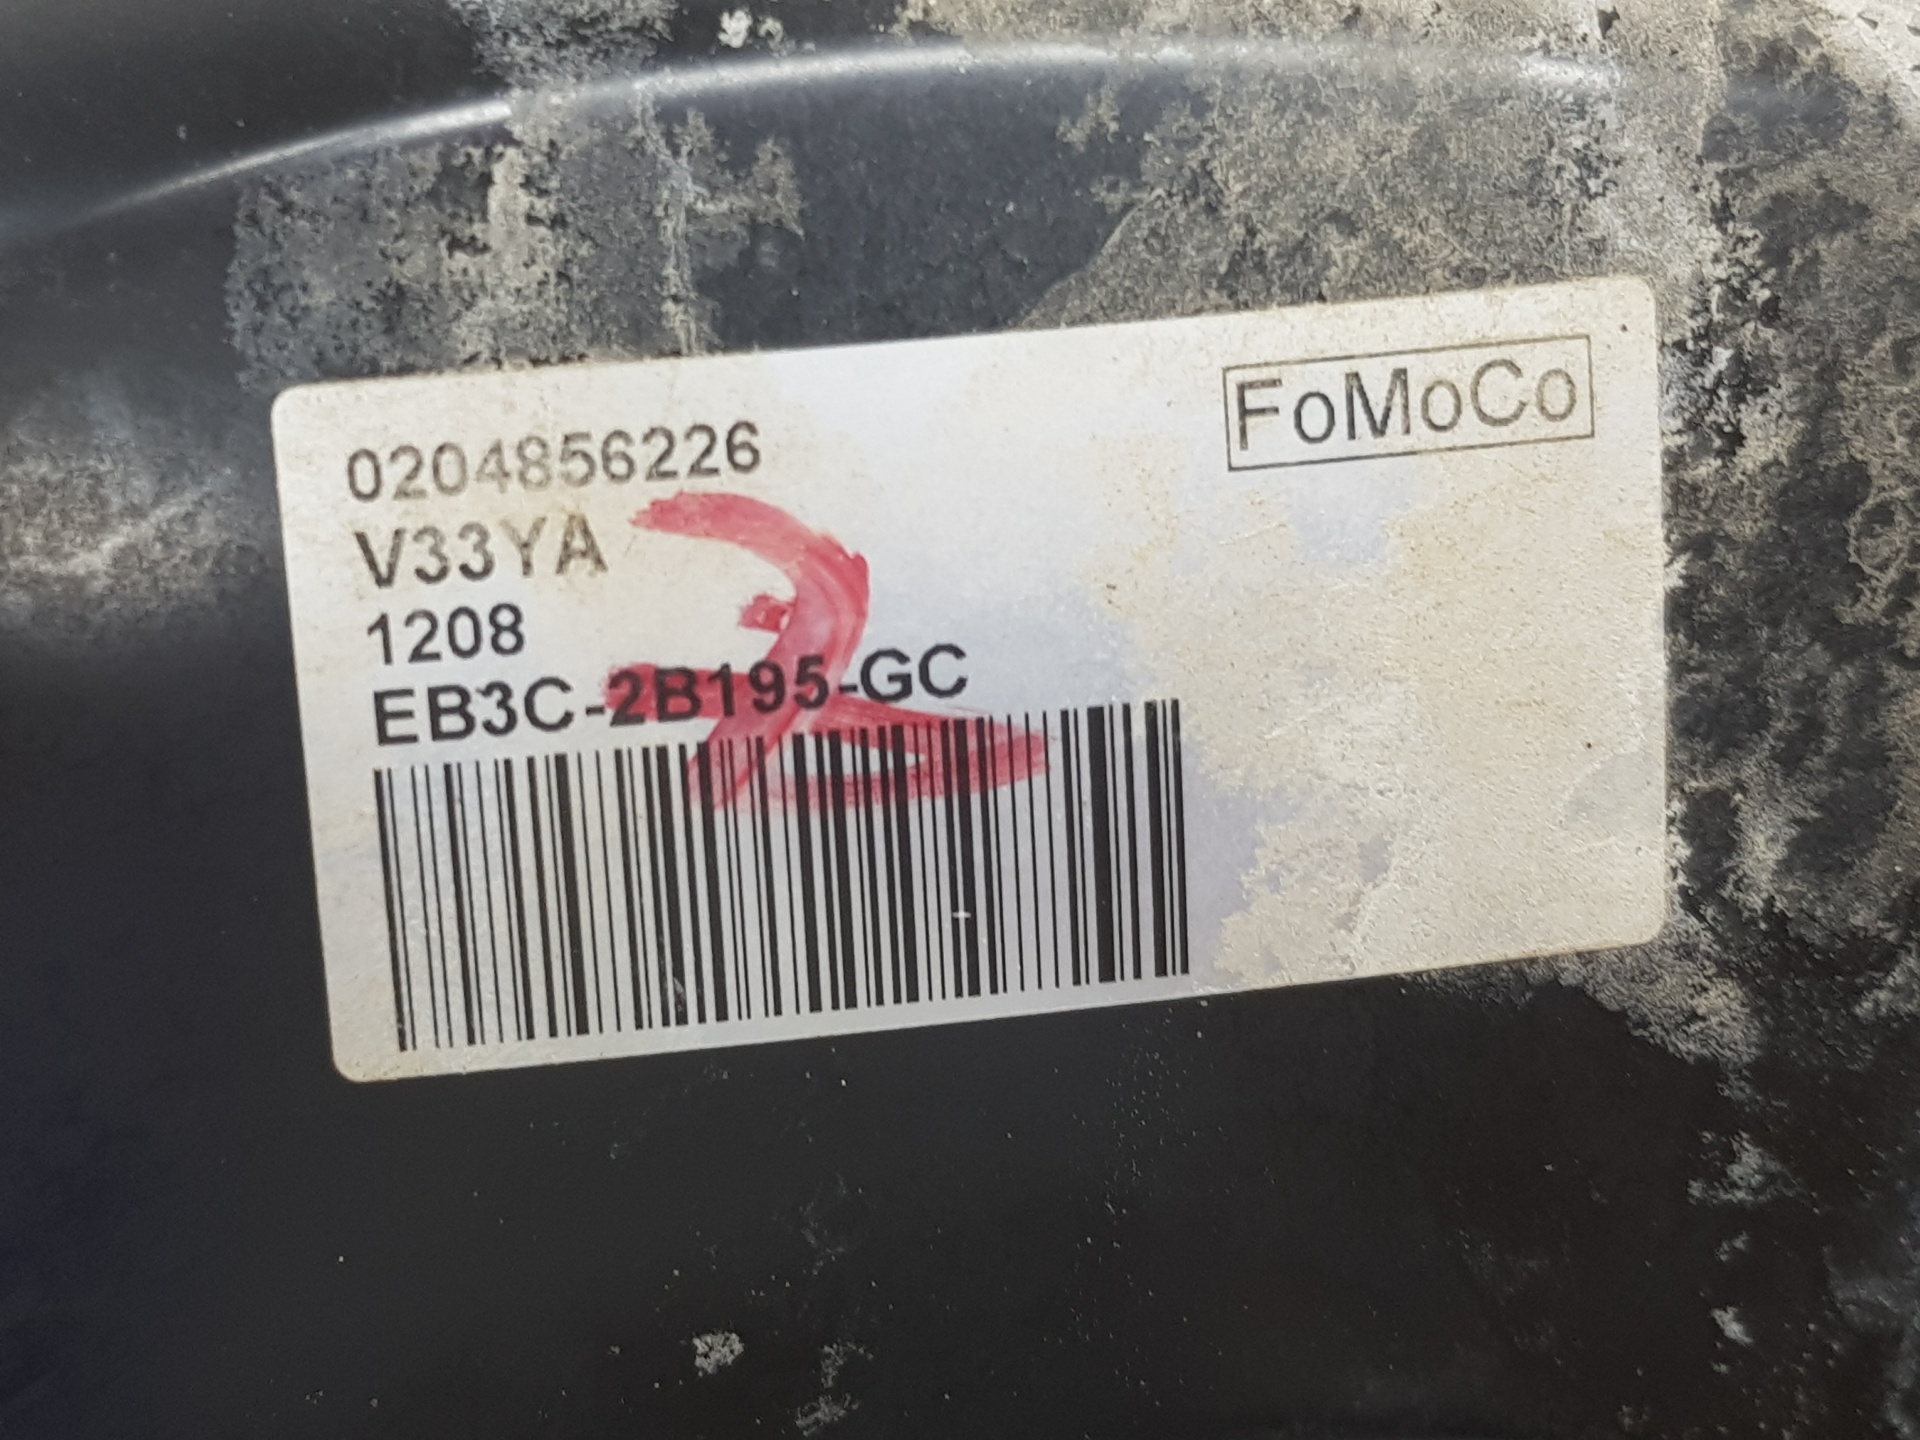 FoMoCo
0204856226
V33YA
1208
EB3C-2B195-GC